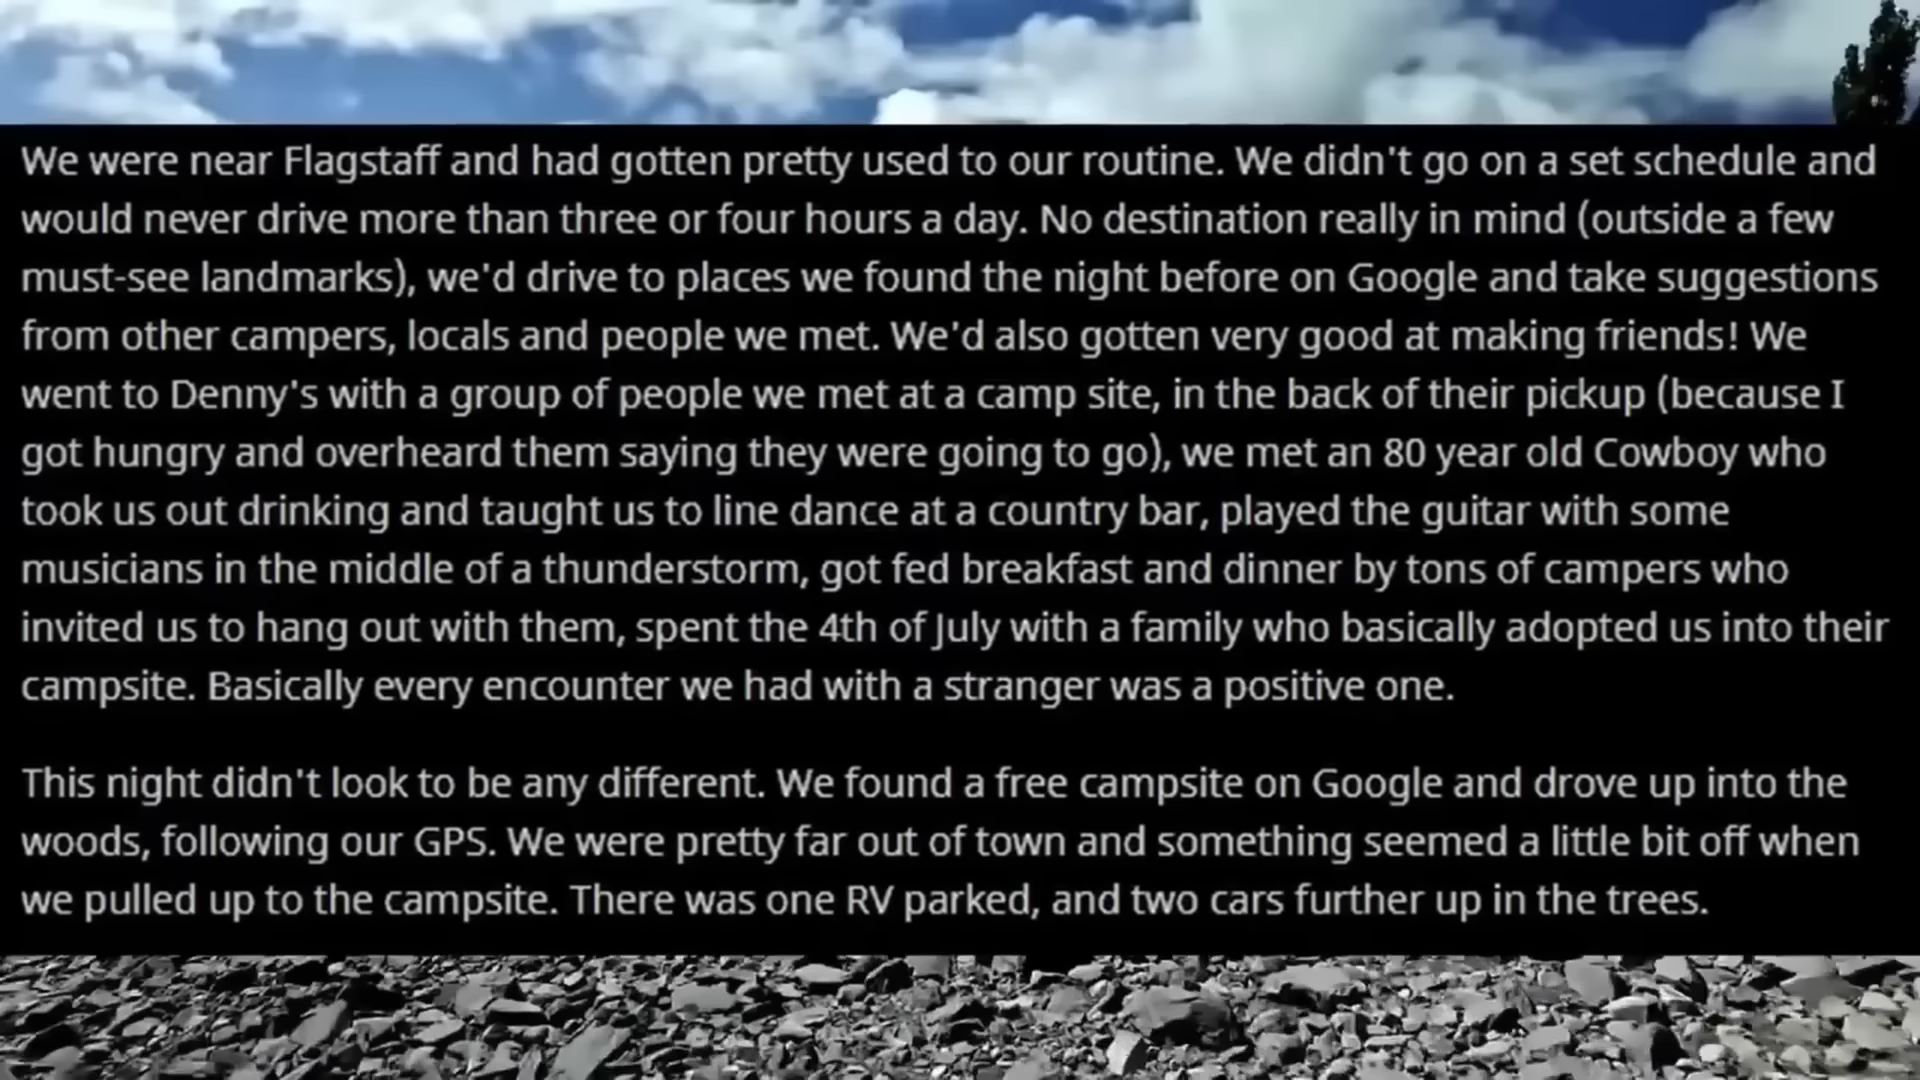 We were near Flagstaff and had gotten pretty used to our routine. We didn't go on a set schedule and
would never drive more than three or four hours a day. No destination really in mind (outside a few
must-see landmarks), we'd drive to places we found the night before on Google and take suggestions
from other campers, locals and people we met. We'd also gotten very good at making friends! We
went to Denny's with a group of people we met at a camp site, in the back of their pickup (because I
got hungry and overheard them saying they were going to go), we met an 80 year old Cowboy who
took us out drinking and taught us to line dance at a country bar, played the guitar with some
musicians in the middle of a thunderstorm, got fed breakfast and dinner by tons of campers who
invited us to hang out with them, spent the 4th of July with a family who basically adopted us into their
campsite. Basically every encounter we had with a stranger was a positive one.
This night didn't look to be any different. We found a free campsite on Google and drove up into the
woods, following our GPS. We were pretty far out of town and something seemed a little bit off when
we pulled up to the campsite. There was one RV parked, and two cars further up in the trees.